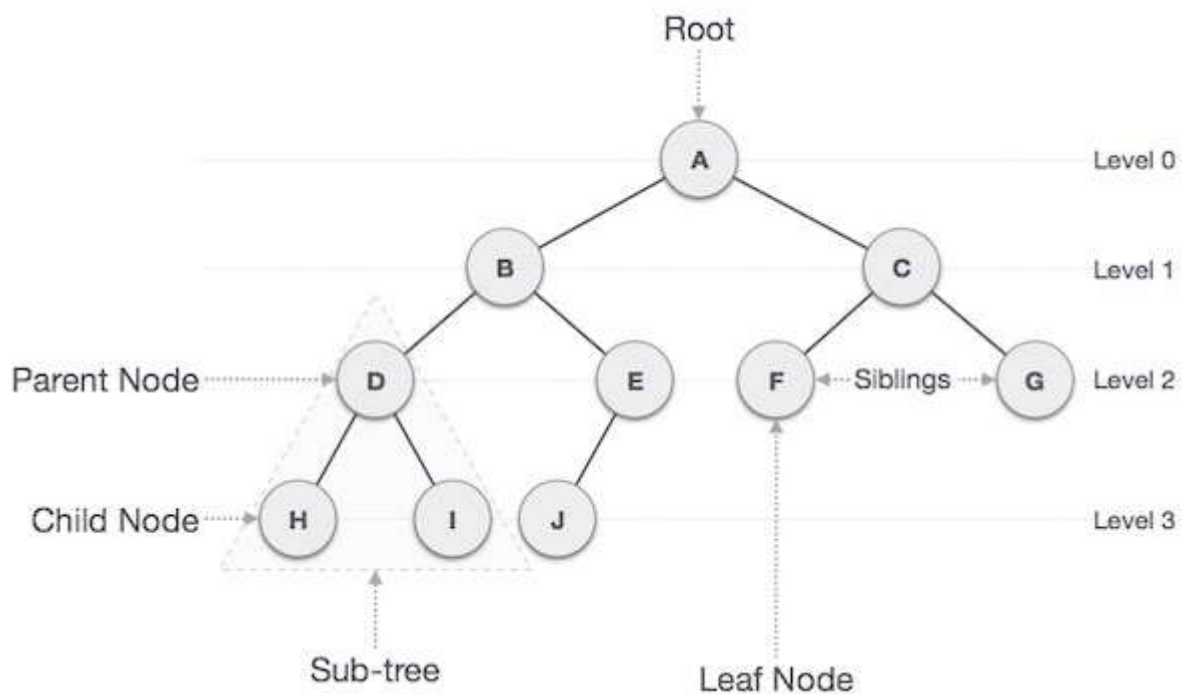 Root
A
Level 0
B
C
Level 1
Parent Node
D
E
F
Siblings
G
Level 2
Child Node
H
I
J
Level 3
Sub-tree
Leaf Node